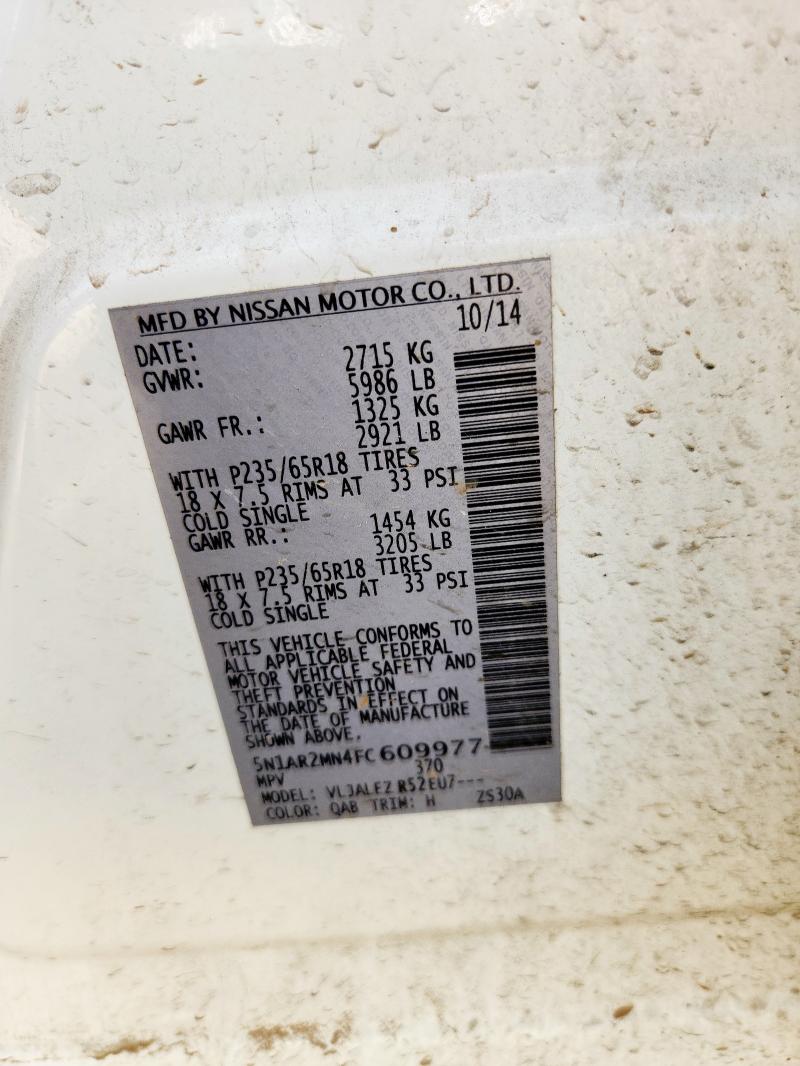 MFD BY NISSAN MOTOR CO., LTD.
DATE: 10/14
GVWR: 2715 KG
5986 LB
GAWR FR.: 1325 KG
2921 LB
WITH P235/65R18 TIRES
18 X 7.5 RIMS AT 33 PSI
COLD SINGLE
GAWR RR.: 1454 KG
3205 LB
WITH P235/65R18 TIRES
18 X 7.5 RIMS AT 33 PSI
COLD SINGLE
THIS VEHICLE CONFORMS TO
ALL APPLICABLE FEDERAL
MOTOR VEHICLE SAFETY AND
THEFT PREVENTION
STANDARDS IN EFFECT ON
THE DATE OF MANUFACTURE
SHOWN ABOVE.
5N1AR2MN4FC609977
MPV 370
MODEL: VLJALFZ R52EU7---
COLOR: QAB TRIM: H ZS30A